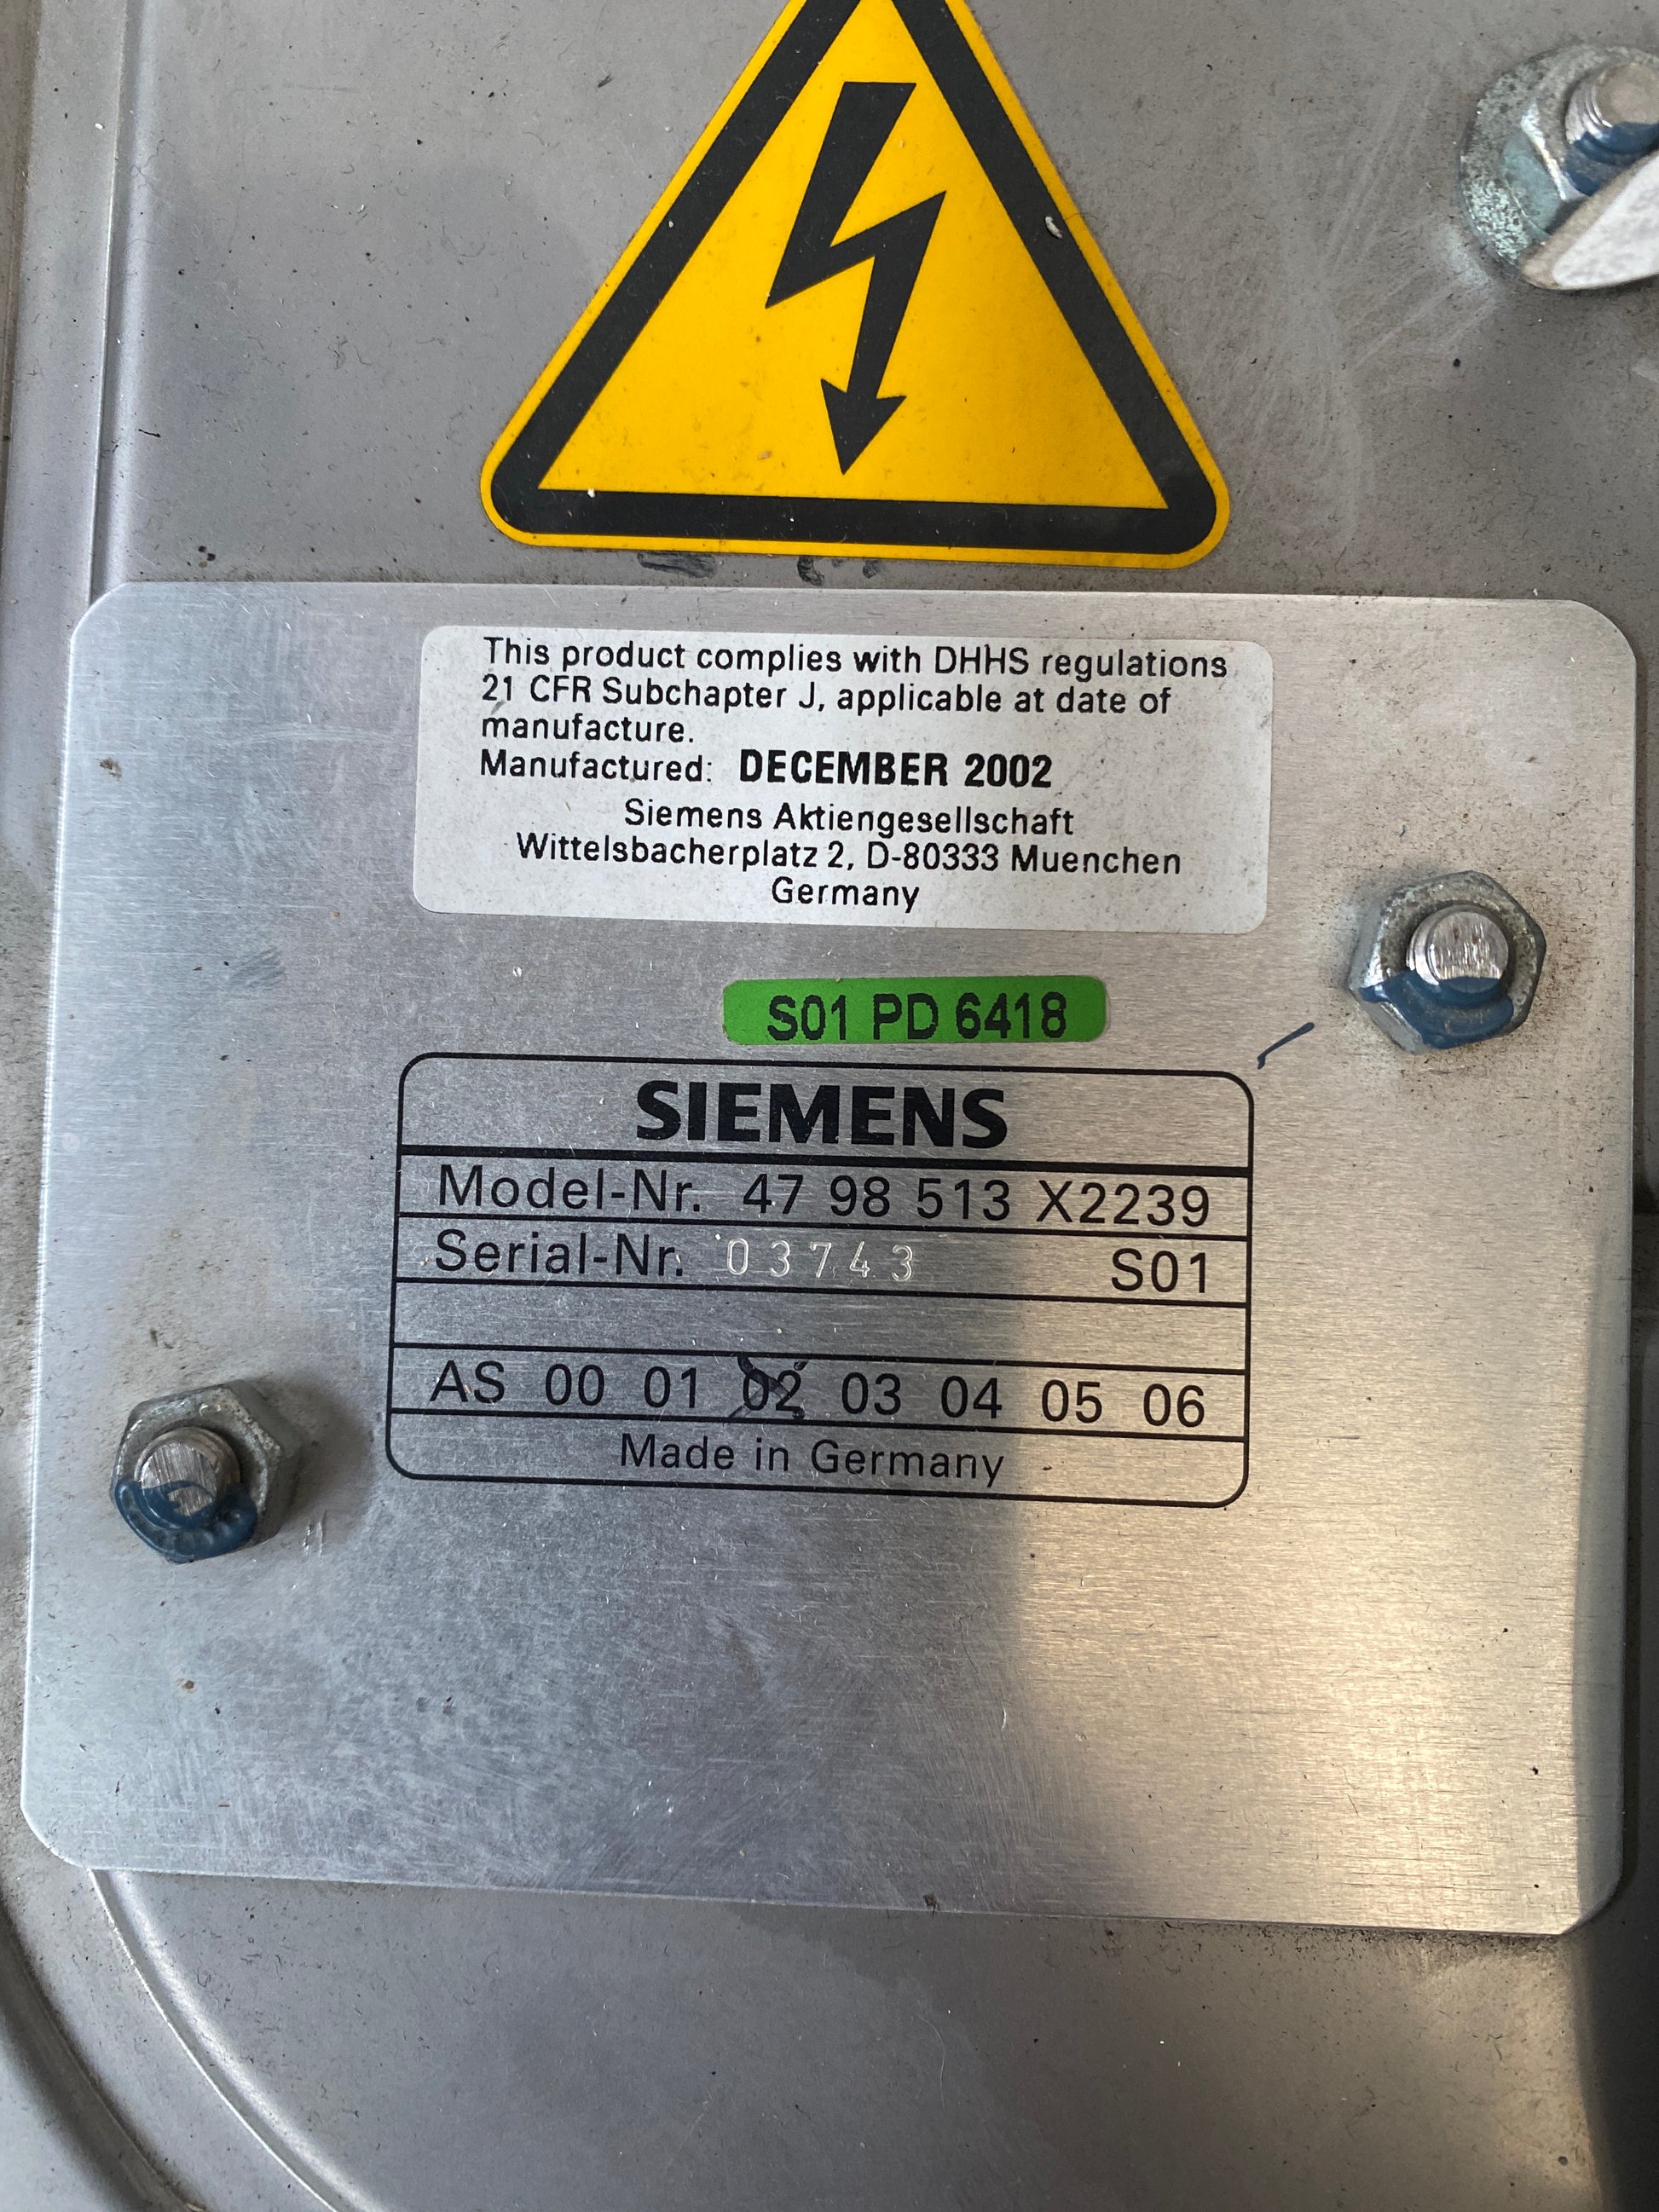 This product complies with DHHS regulations
21 CFR Subchapter J, applicable at date of
manufacture.
Manufactured: DECEMBER 2002
Siemens Aktiengesellschaft
Wittelsbacherplatz 2, D-80333 Muenchen
Germany
S01 PD 6418
SIEMENS
Model-Nr. 47 98 513 X2239
Serial-Nr. 03743 S01
AS 00 01 02 03 04 05 06
Made in Germany